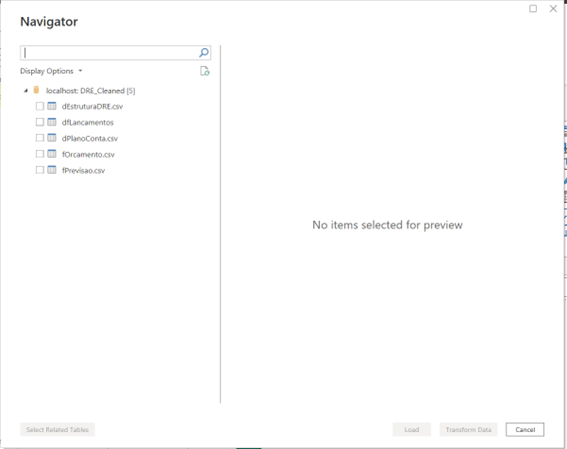 Navigator
Display Options
localhost: DRE_Cleaned [5]
dEstruturaDRE.csv
dfLancamentos
dPlanoConta.csv
fOrcamento.csv
fPrevisao.csv
No items selected for preview
Select Related Tables
Load
Transform Data
Cancel